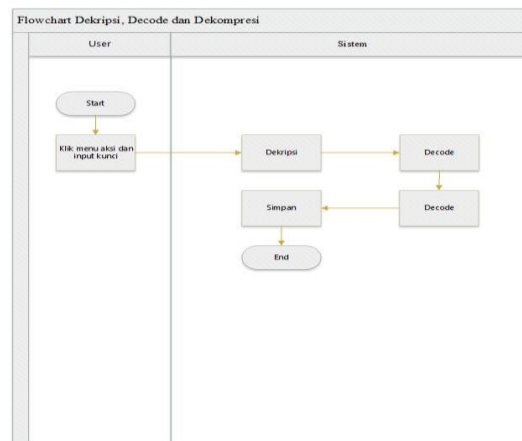 Flowchart Dekripsi, Decode dan Dekompresi
User
Sistem
Start
Klik menu aksi dan
input kunci
Dekripsi
Decode
Simpan
Decode
End